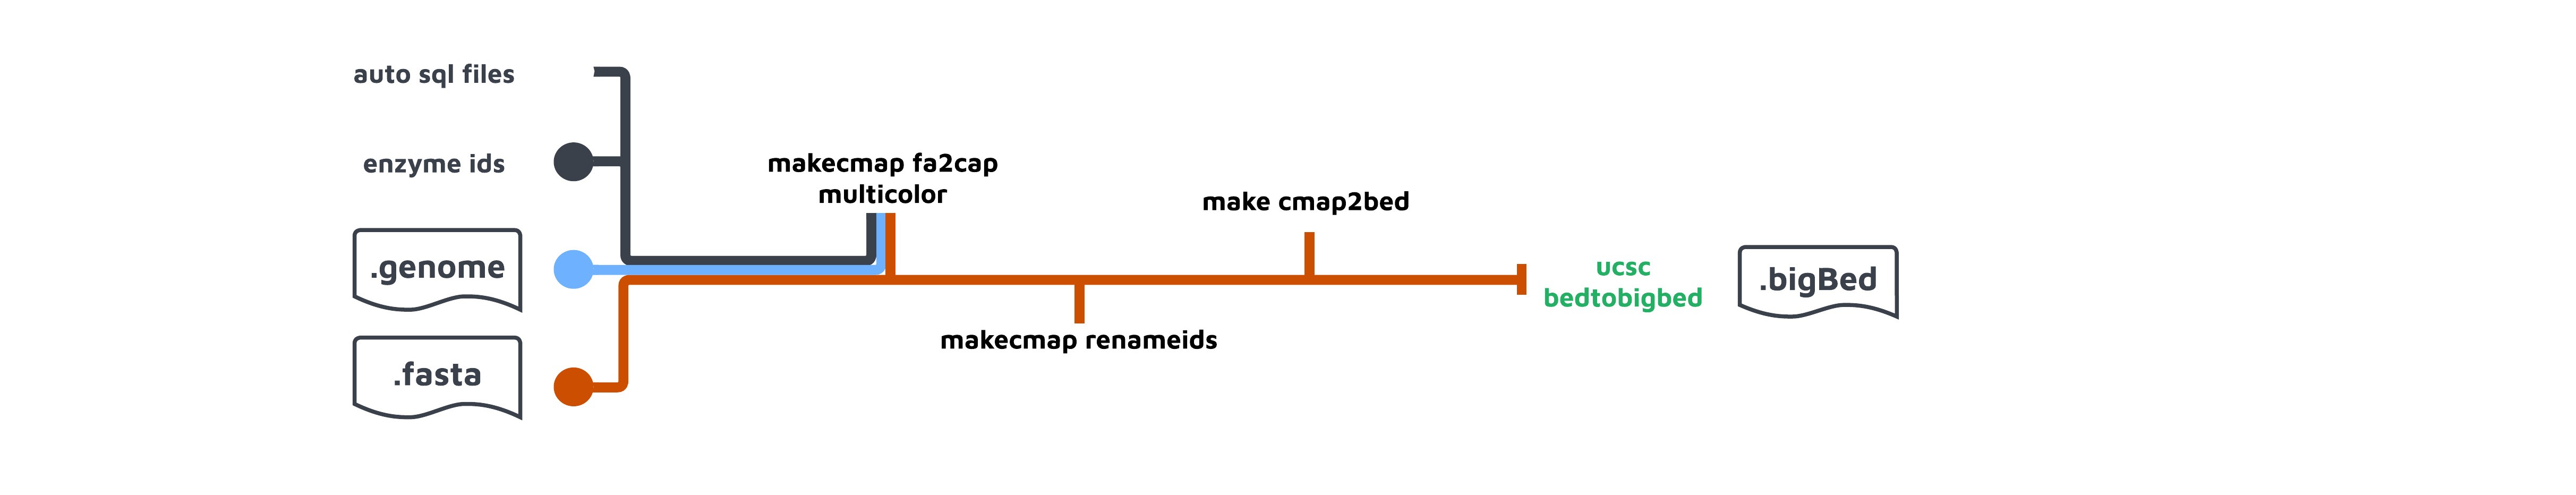 auto sql files
enzyme ids
.genome
.fasta
makecmap fa2cap
multicolor
makecmap renameids
make cmap2bed
ucsc
bedtobigbed
.bigBed